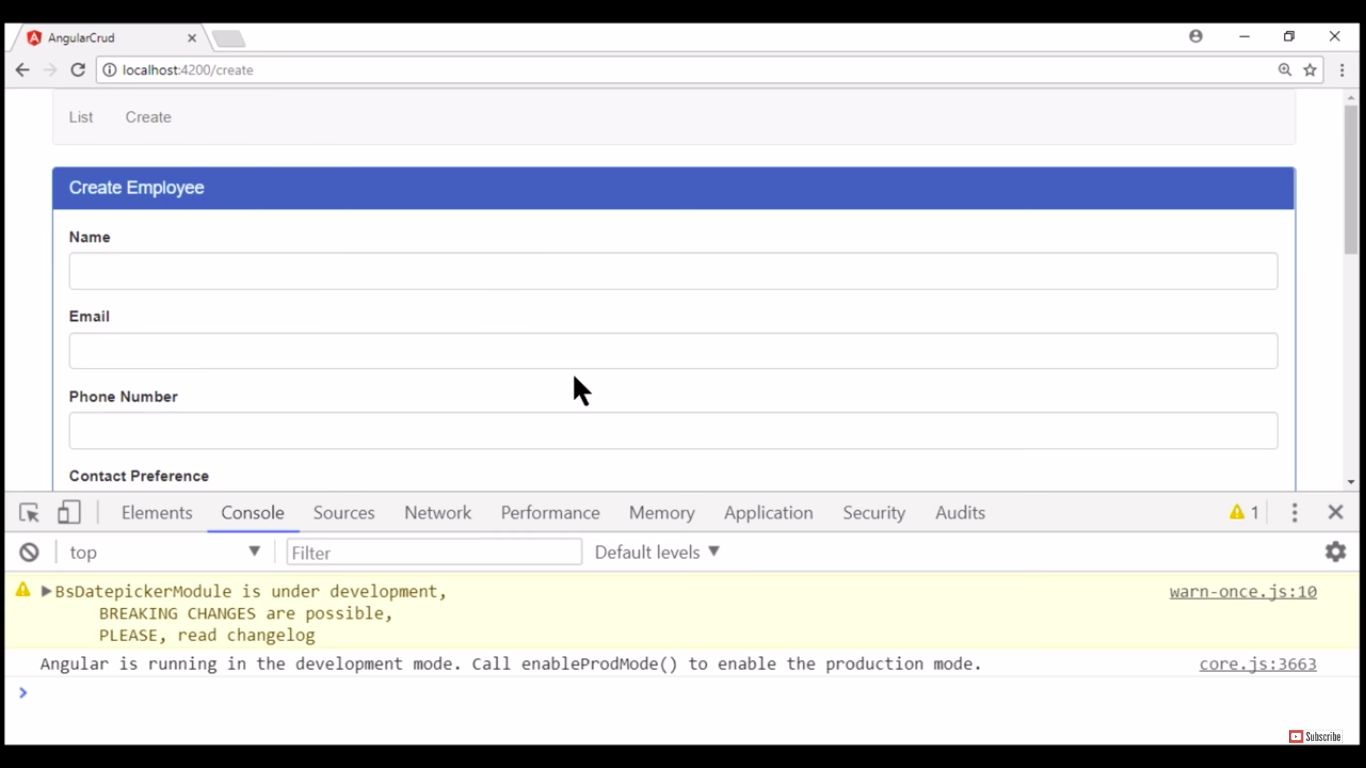 AngularCrud
localhost:4200/create
List Create
Create Employee
Name
Email
Phone Number
Contact Preference
Elements Console Sources Network Performance Memory Application Security Audits 1
top Filter Default levels
BsDatepickerModule is under development, warn-once.js:10
BREAKING CHANGES are possible,
PLEASE, read changelog
Angular is running in the development mode. Call enableProdMode() to enable the production mode. core.js:3663
Subscribe